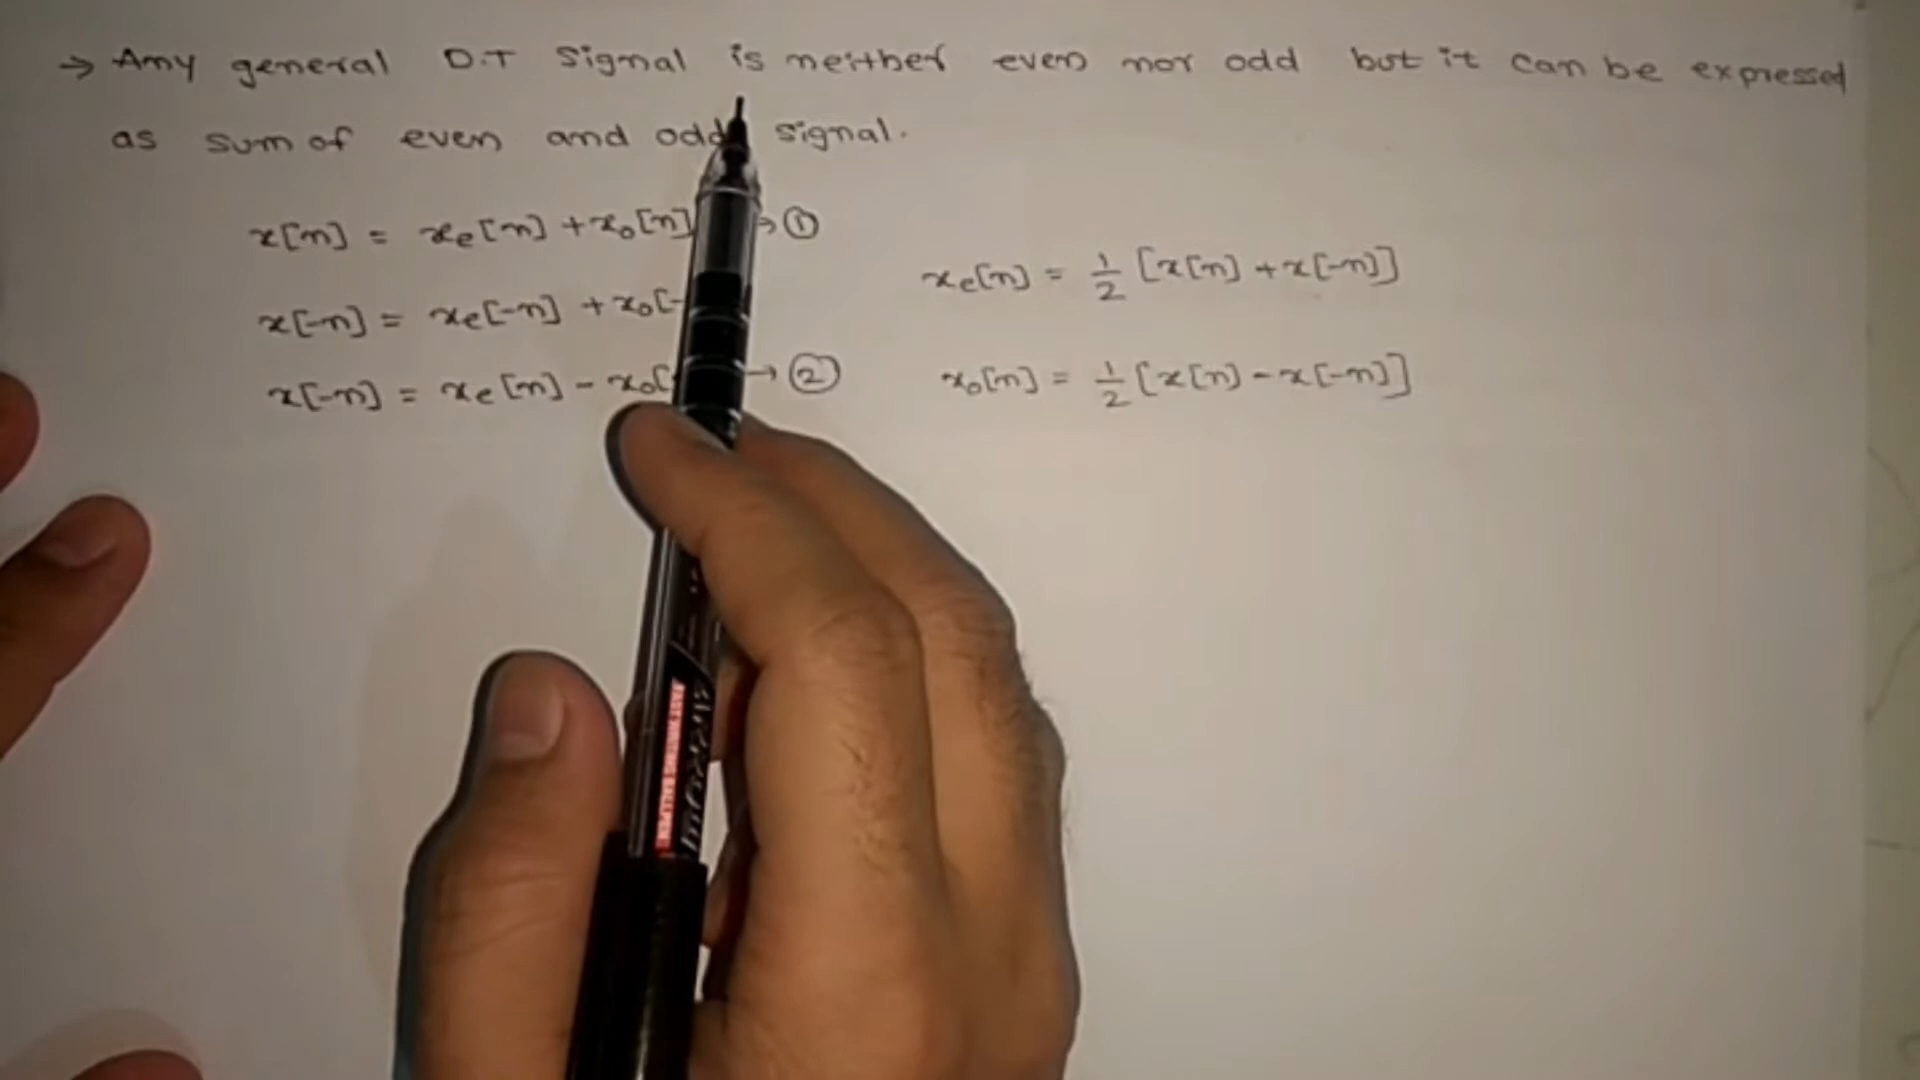 → Any general D.T Signal is neither even nor odd but it can be expressed
as sum of even and odd signal.
x[n] = xe[n] + xo[n] → ①
x[-n] = xe[-n] + xo[-
x[-n] = xe[n] - xo[ → ②
xe[n] = 1/2 [x[n] + x[-n]]
xo[n] = 1/2 [x[n] - x[-n]]